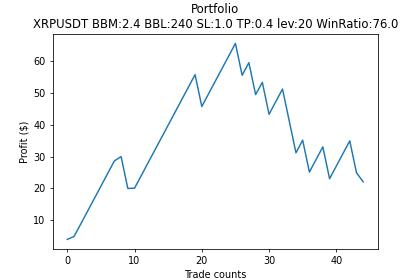 Portfolio
XRPUSDT BBM:2.4 BBL:240 SL:1.0 TP:0.4 lev:20 WinRatio:76.0
Profit ($)
60
50
40
30
20
10
0
10
20
30
40
Trade counts